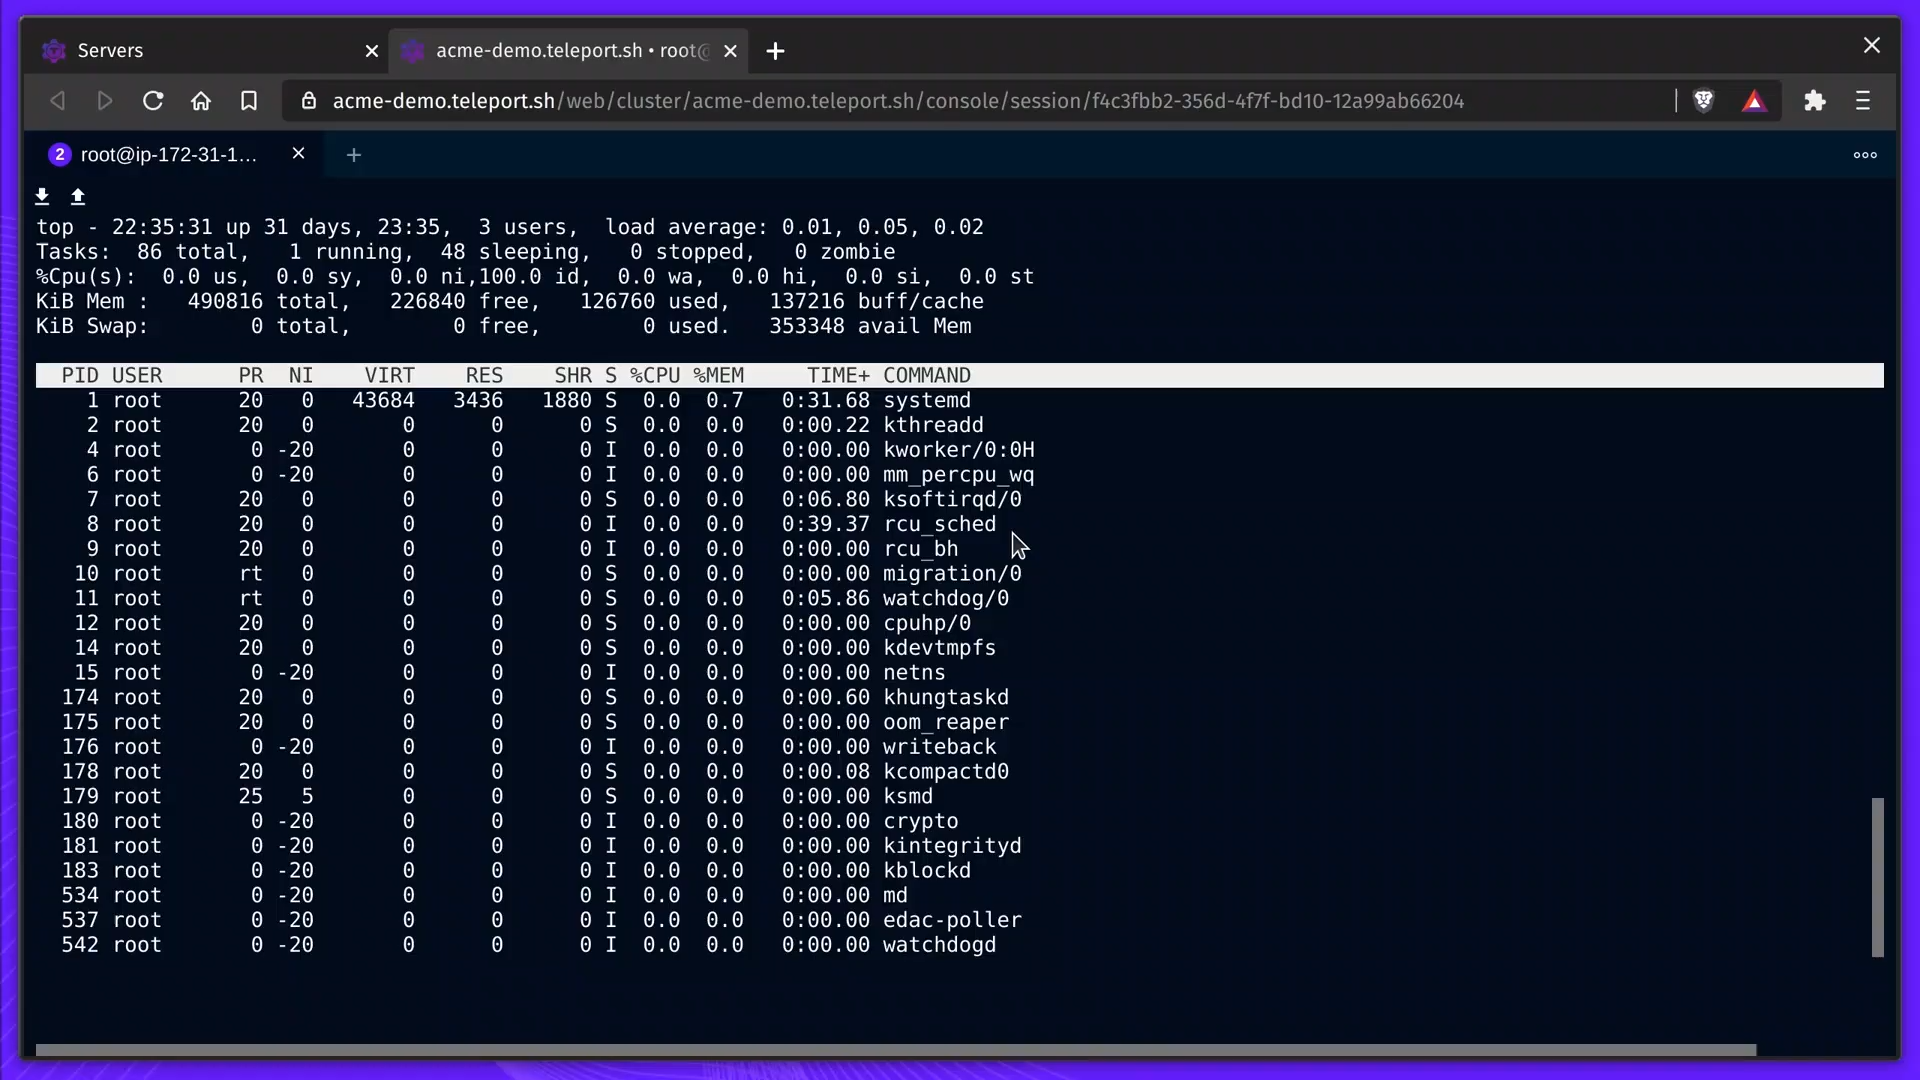 Servers
acme-demo.teleport.sh • root@
acme-demo.teleport.sh/web/cluster/acme-demo.teleport.sh/console/session/f4c3fbb2-356d-4f7f-bd10-12a99ab66204
2 root@ip-172-31-1...
top - 22:35:31 up 31 days, 23:35,  3 users,  load average: 0.01, 0.05, 0.02
Tasks:  86 total,   1 running,  48 sleeping,   0 stopped,   0 zombie
%Cpu(s):  0.0 us,  0.0 sy,  0.0 ni,100.0 id,  0.0 wa,  0.0 hi,  0.0 si,  0.0 st
KiB Mem :   490816 total,   226840 free,   126760 used,   137216 buff/cache
KiB Swap:        0 total,        0 free,        0 used.   353348 avail Mem
PID USER      PR  NI    VIRT    RES    SHR S %CPU %MEM     TIME+ COMMAND
1 root      20   0   43684   3436   1880 S  0.0  0.7   0:31.68 systemd
2 root      20   0       0      0      0 S  0.0  0.0   0:00.22 kthreadd
4 root       0 -20       0      0      0 I  0.0  0.0   0:00.00 kworker/0:0H
6 root       0 -20       0      0      0 I  0.0  0.0   0:00.00 mm_percpu_wq
7 root      20   0       0      0      0 S  0.0  0.0   0:06.80 ksoftirqd/0
8 root      20   0       0      0      0 I  0.0  0.0   0:39.37 rcu_sched
9 root      20   0       0      0      0 I  0.0  0.0   0:00.00 rcu_bh
10 root      rt   0       0      0      0 S  0.0  0.0   0:00.00 migration/0
11 root      rt   0       0      0      0 S  0.0  0.0   0:05.86 watchdog/0
12 root      20   0       0      0      0 S  0.0  0.0   0:00.00 cpuhp/0
14 root      20   0       0      0      0 S  0.0  0.0   0:00.00 kdevtmpfs
15 root       0 -20       0      0      0 I  0.0  0.0   0:00.00 netns
174 root      20   0       0      0      0 S  0.0  0.0   0:00.60 khungtaskd
175 root      20   0       0      0      0 S  0.0  0.0   0:00.00 oom_reaper
176 root       0 -20       0      0      0 I  0.0  0.0   0:00.00 writeback
178 root      20   0       0      0      0 S  0.0  0.0   0:00.08 kcompactd0
179 root      25   5       0      0      0 S  0.0  0.0   0:00.00 ksmd
180 root       0 -20       0      0      0 I  0.0  0.0   0:00.00 crypto
181 root       0 -20       0      0      0 I  0.0  0.0   0:00.00 kintegrityd
183 root       0 -20       0      0      0 I  0.0  0.0   0:00.00 kblockd
534 root       0 -20       0      0      0 I  0.0  0.0   0:00.00 md
537 root       0 -20       0      0      0 I  0.0  0.0   0:00.00 edac-poller
542 root       0 -20       0      0      0 I  0.0  0.0   0:00.00 watchdogd